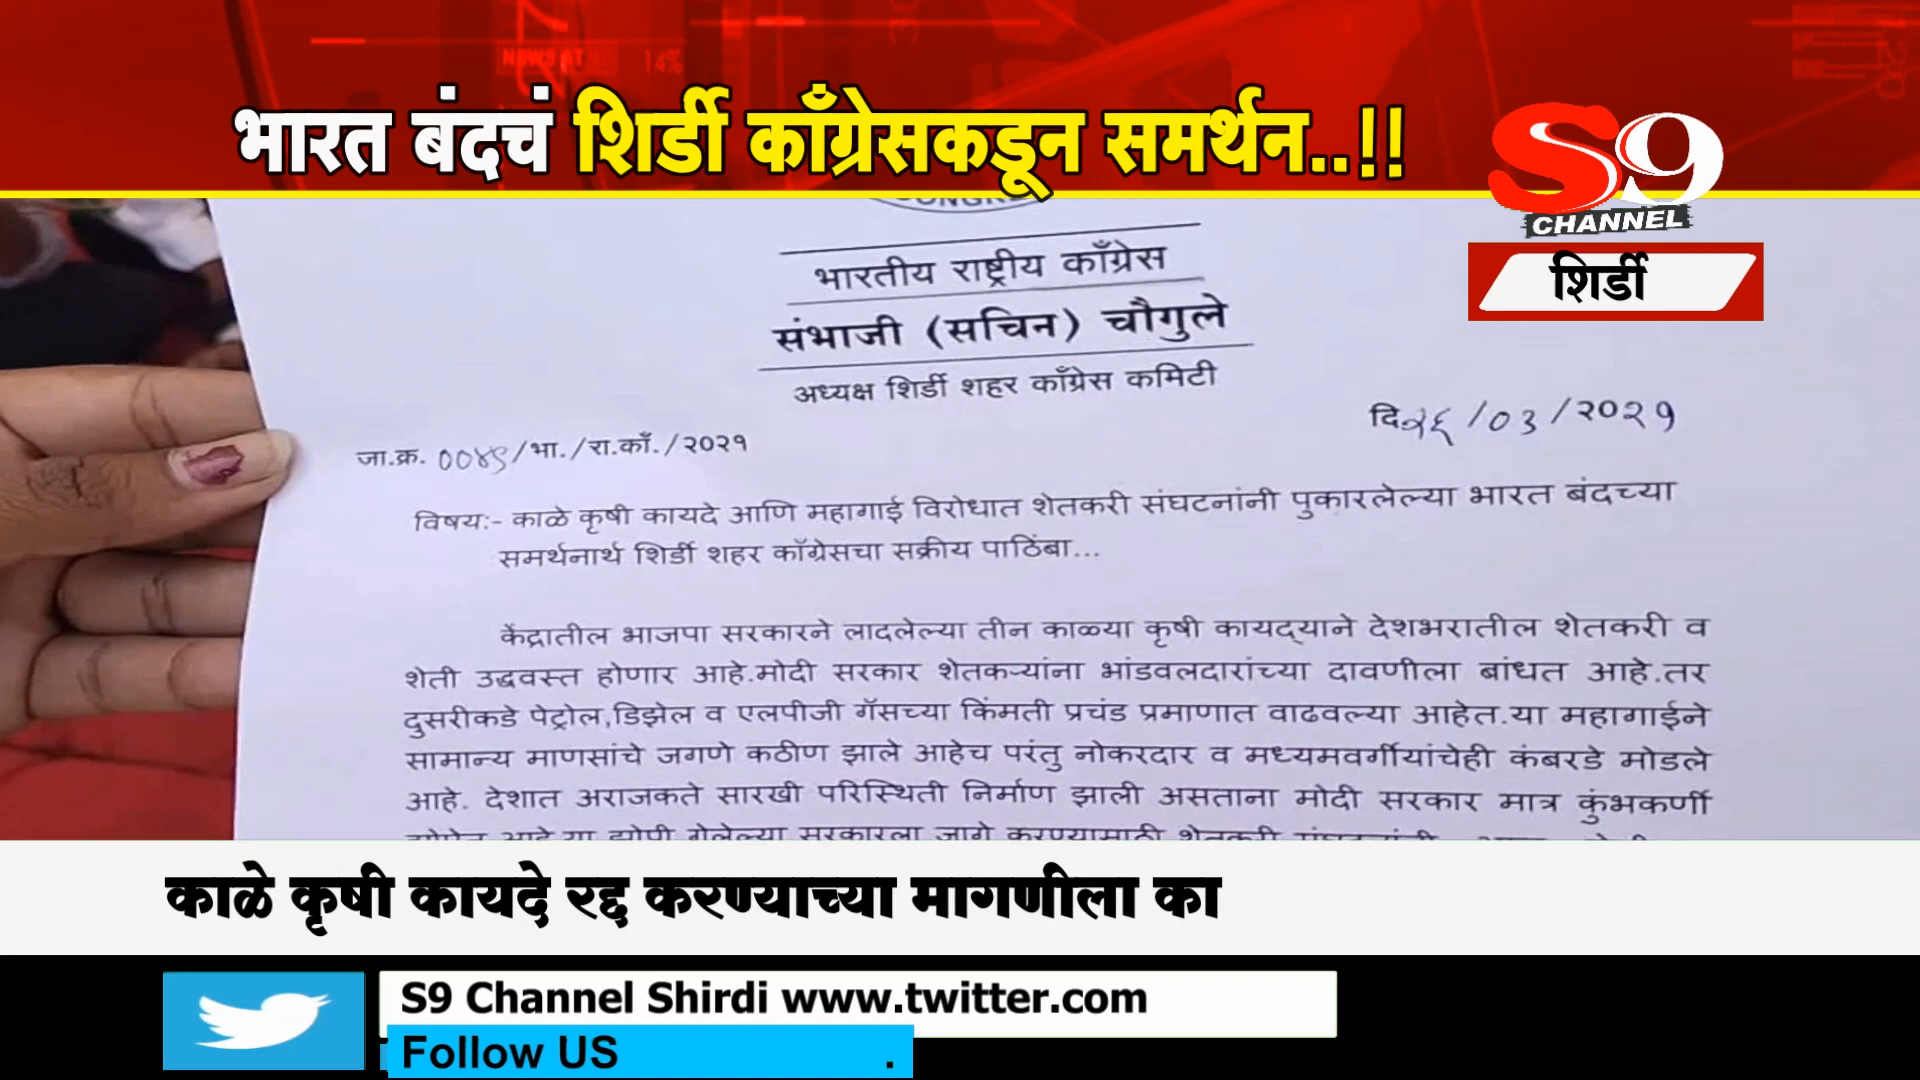 NEWS AT
14%
भारत बंदचं शिर्डी काँग्रेसकडून समर्थन..!!
S9
CHANNEL
शिर्डी
भारतीय राष्ट्रीय काँग्रेस
संभाजी (सचिन) चौगुले
अध्यक्ष शिर्डी शहर काँग्रेस कमिटी
दि२६/०३/२०२१
जा.क्र. 00४९/भा./रा.काँ./२०२१
विषय:- काळे कृषी कायदे आणि महागाई विरोधात शेतकरी संघटनांनी पुकारलेल्या भारत बंदच्या
समर्थनार्थ शिर्डी शहर काँग्रेसचा सक्रीय पाठिंबा...
केंद्रातील भाजपा सरकारने लादलेल्या तीन काळ्या कृषी कायद्याने देशभरातील शेतकरी व
शेती उद्धवस्त होणार आहे.मोदी सरकार शेतकऱ्यांना भांडवलदारांच्या दावणीला बांधत आहे.तर
दुसरीकडे पेट्रोल,डिझेल व एलपीजी गॅसच्या किंमती प्रचंड प्रमाणात वाढवल्या आहेत.या महागाईने
सामान्य माणसांचे जगणे कठीण झाले आहेच परंतु नोकरदार व मध्यमवर्गीयांचेही कंबरडे मोडले
आहे. देशात अराजकते सारखी परिस्थिती निर्माण झाली असताना मोदी सरकार मात्र कुंभकर्णी
काळे कृषी कायदे रद्द करण्याच्या मागणीला का
S9 Channel Shirdi www.twitter.com
Follow US .